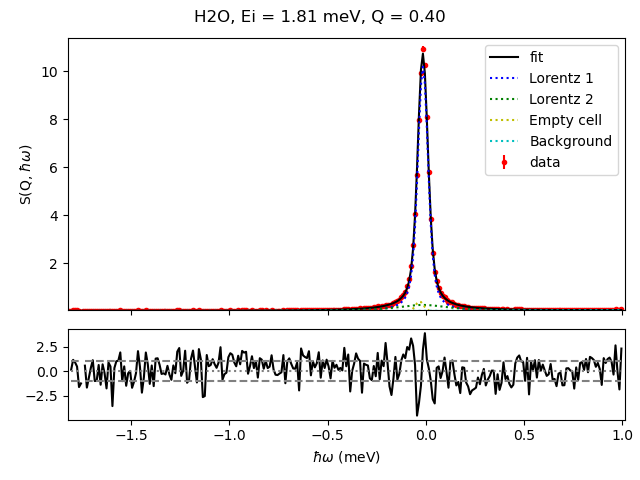 H2O, Ei = 1.81 meV, Q = 0.40
S(Q, ℏω)
10
8
6
4
2
fit
Lorentz 1
Lorentz 2
Empty cell
Background
data
2.5
0.0
−2.5
−1.5 −1.0 −0.5 0.0 0.5 1.0
ℏω (meV)